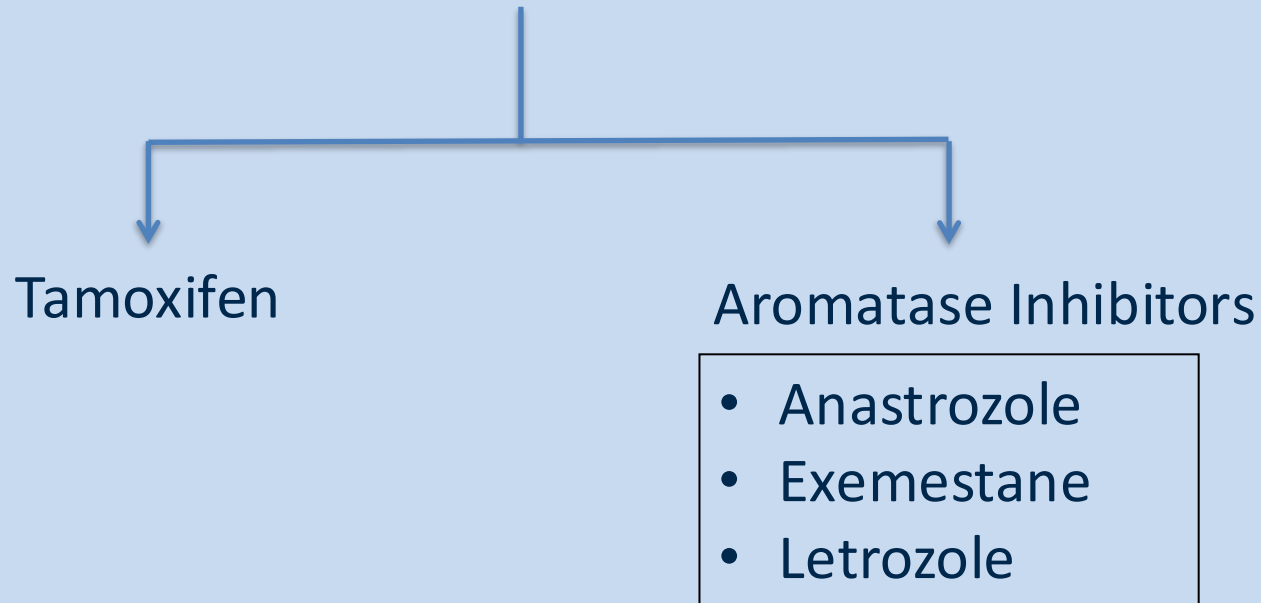 Tamoxifen
Aromatase Inhibitors
• Anastrozole
• Exemestane
• Letrozole